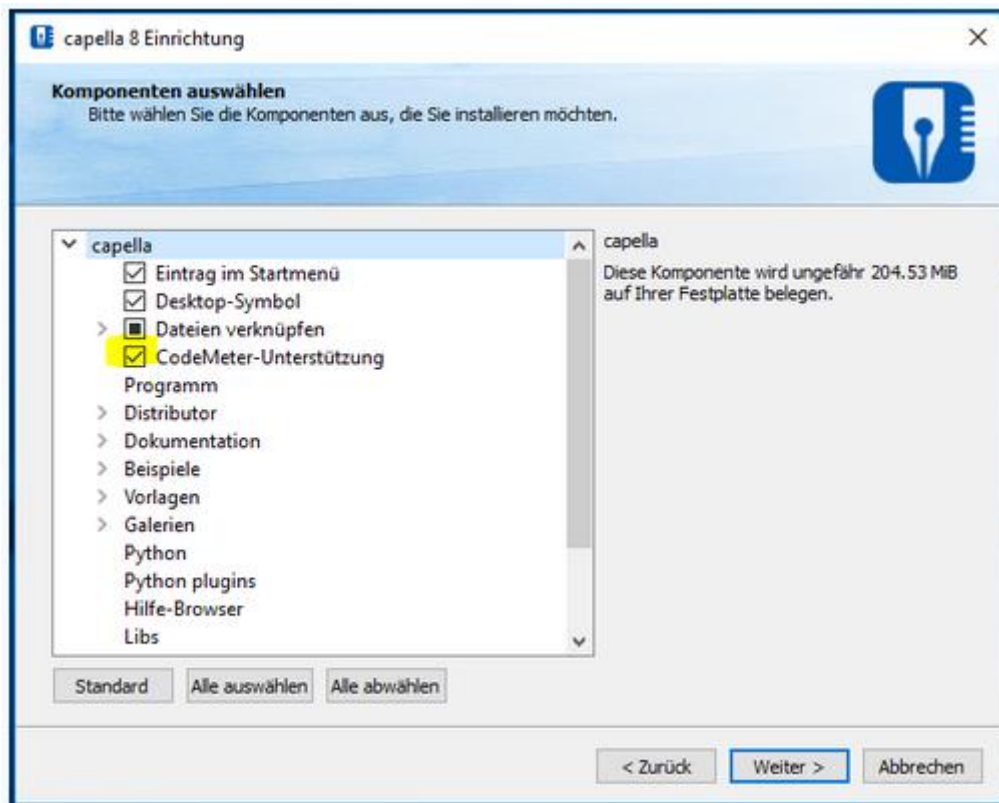 capella 8 Einrichtung
Komponenten auswählen
Bitte wählen Sie die Komponenten aus, die Sie installieren möchten.
capella
Eintrag im Startmenü
Desktop-Symbol
Dateien verknüpfen
CodeMeter-Unterstützung
Programm
Distributor
Dokumentation
Beispiele
Vorlagen
Galerien
Python
Python plugins
Hilfe-Browser
Libs
capella
Diese Komponente wird ungefähr 204.53 MiB
auf Ihrer Festplatte belegen.
Standard
Alle auswählen
Alle abwählen
< Zurück
Weiter >
Abbrechen